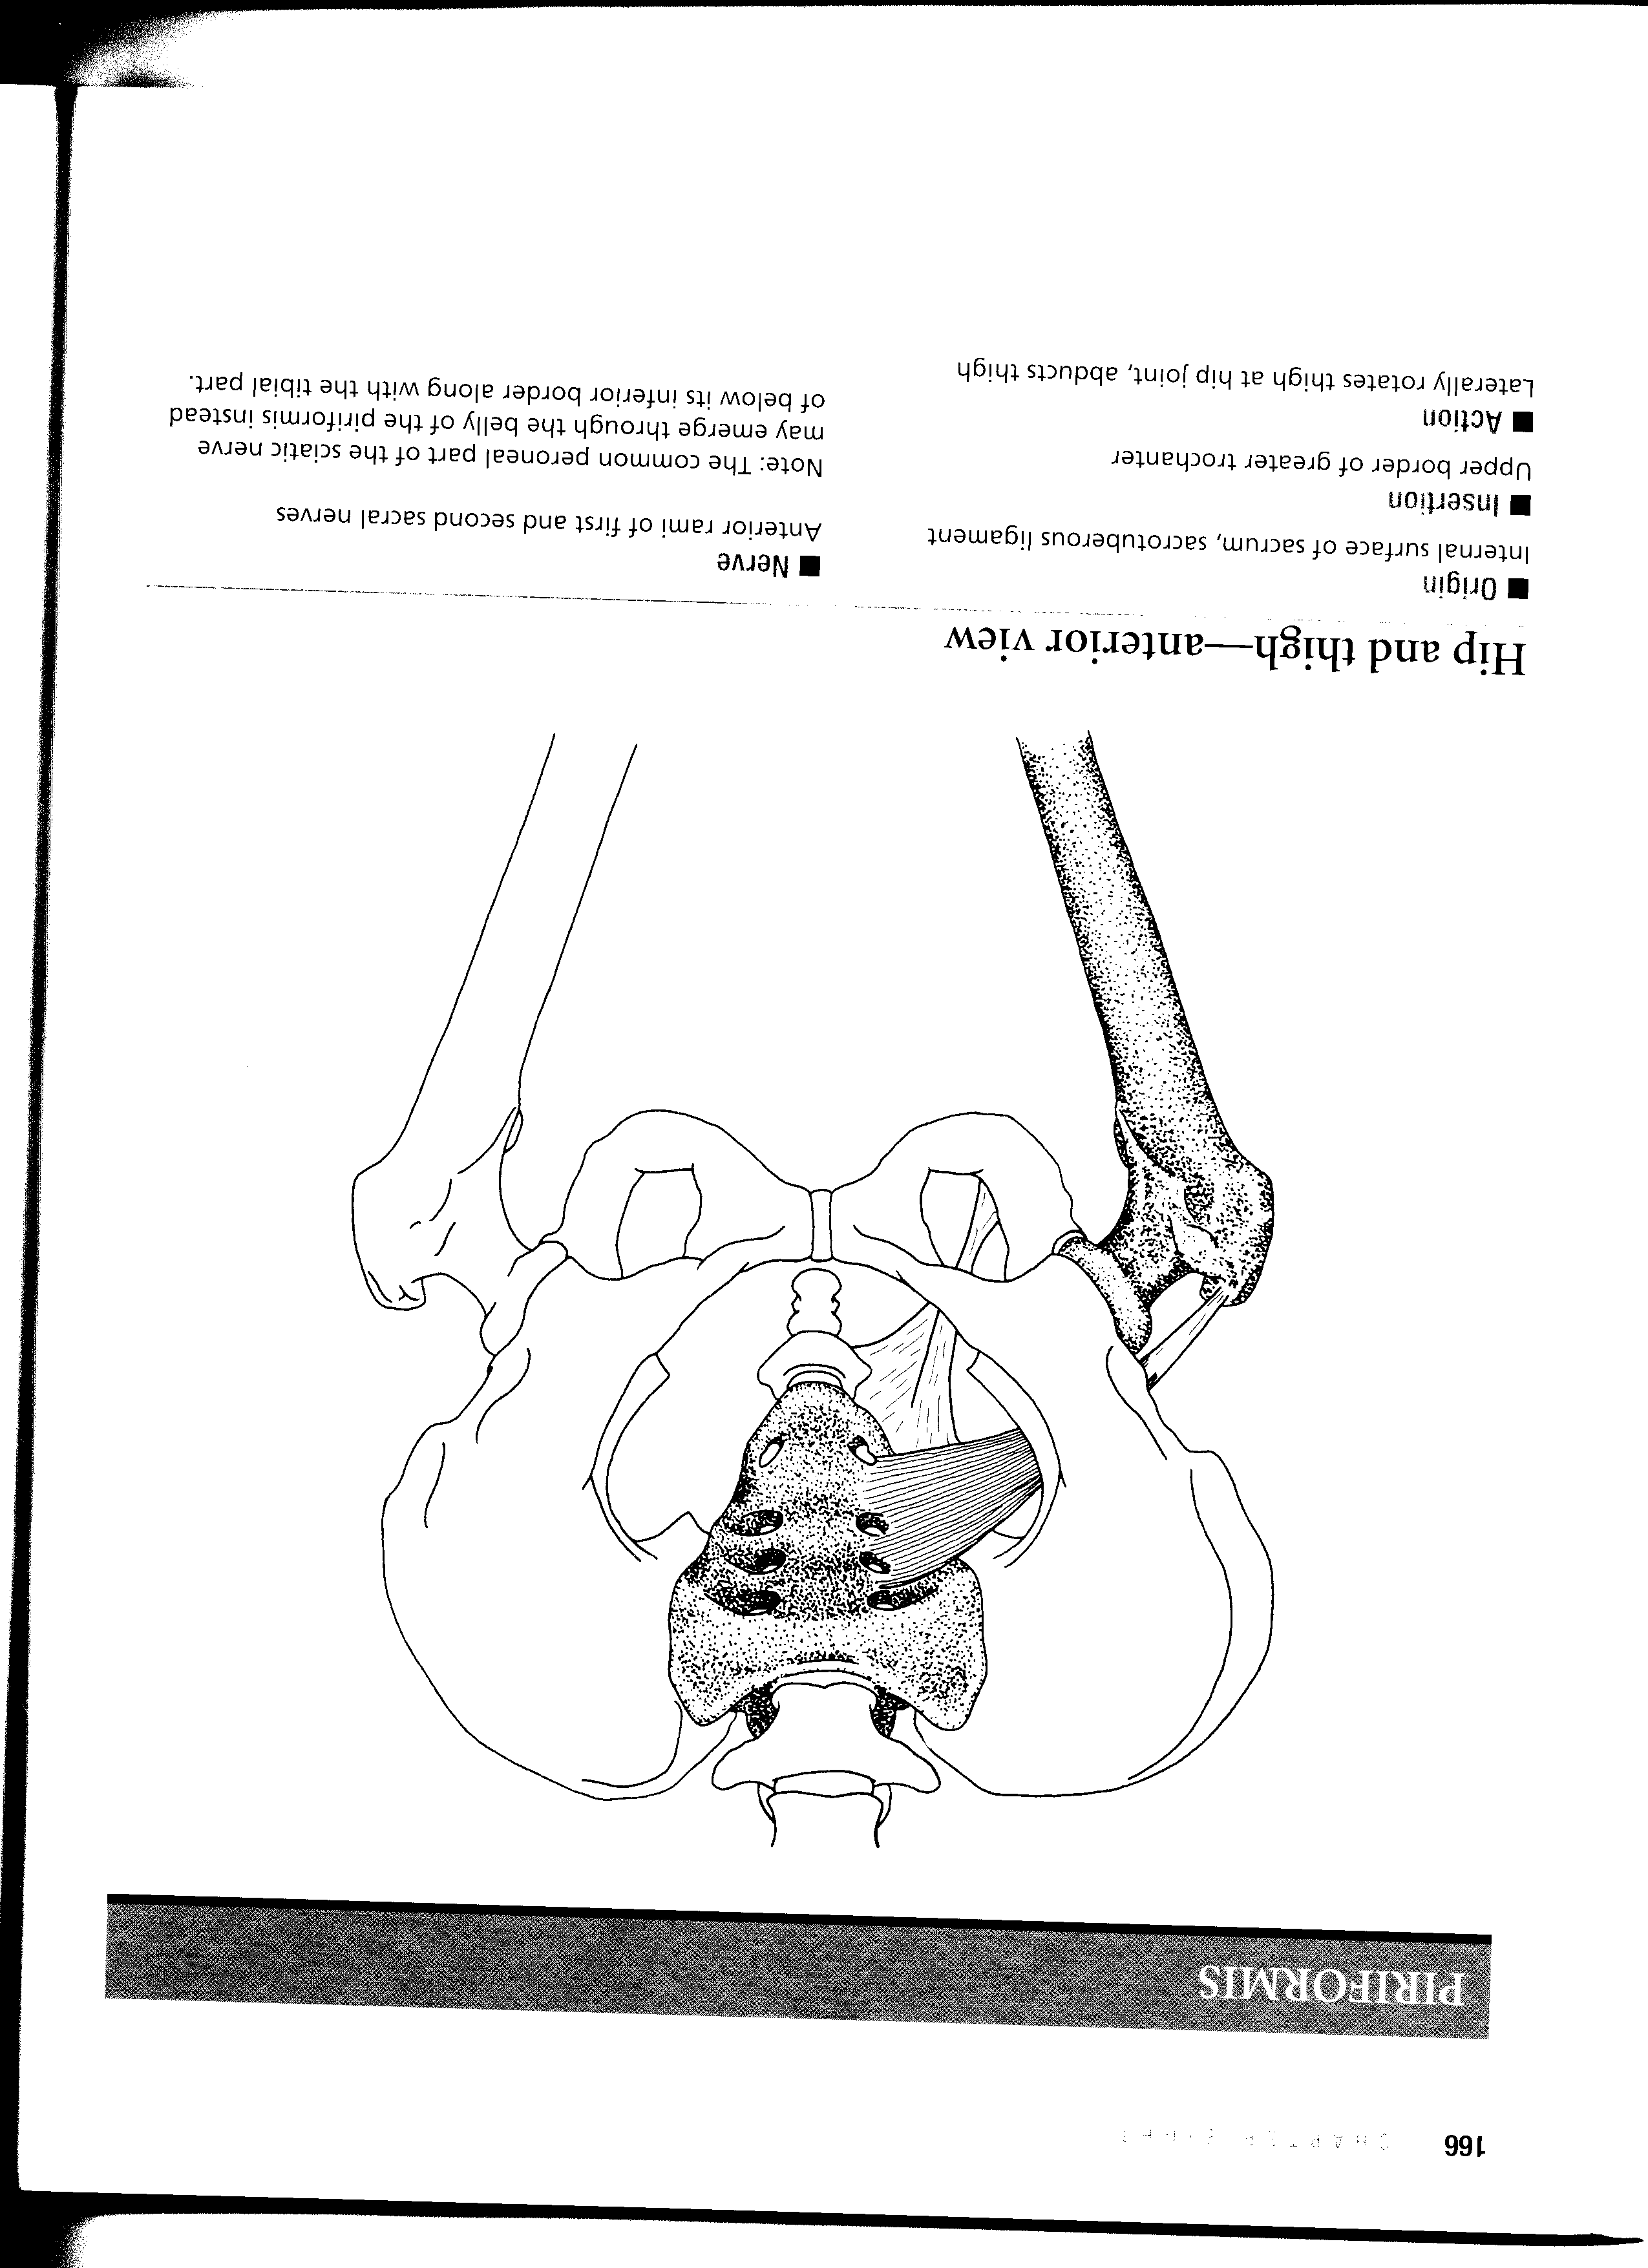 166 CHAPTER EIGHT
PIRIFORMIS
Hip and thigh—anterior view
■ Origin
Internal surface of sacrum, sacrotuberous ligament
■ Insertion
Upper border of greater trochanter
■ Action
Laterally rotates thigh at hip joint, abducts thigh
■ Nerve
Anterior rami of first and second sacral nerves
Note: The common peroneal part of the sciatic nerve
may emerge through the belly of the piriformis instead
of below its inferior border along with the tibial part.